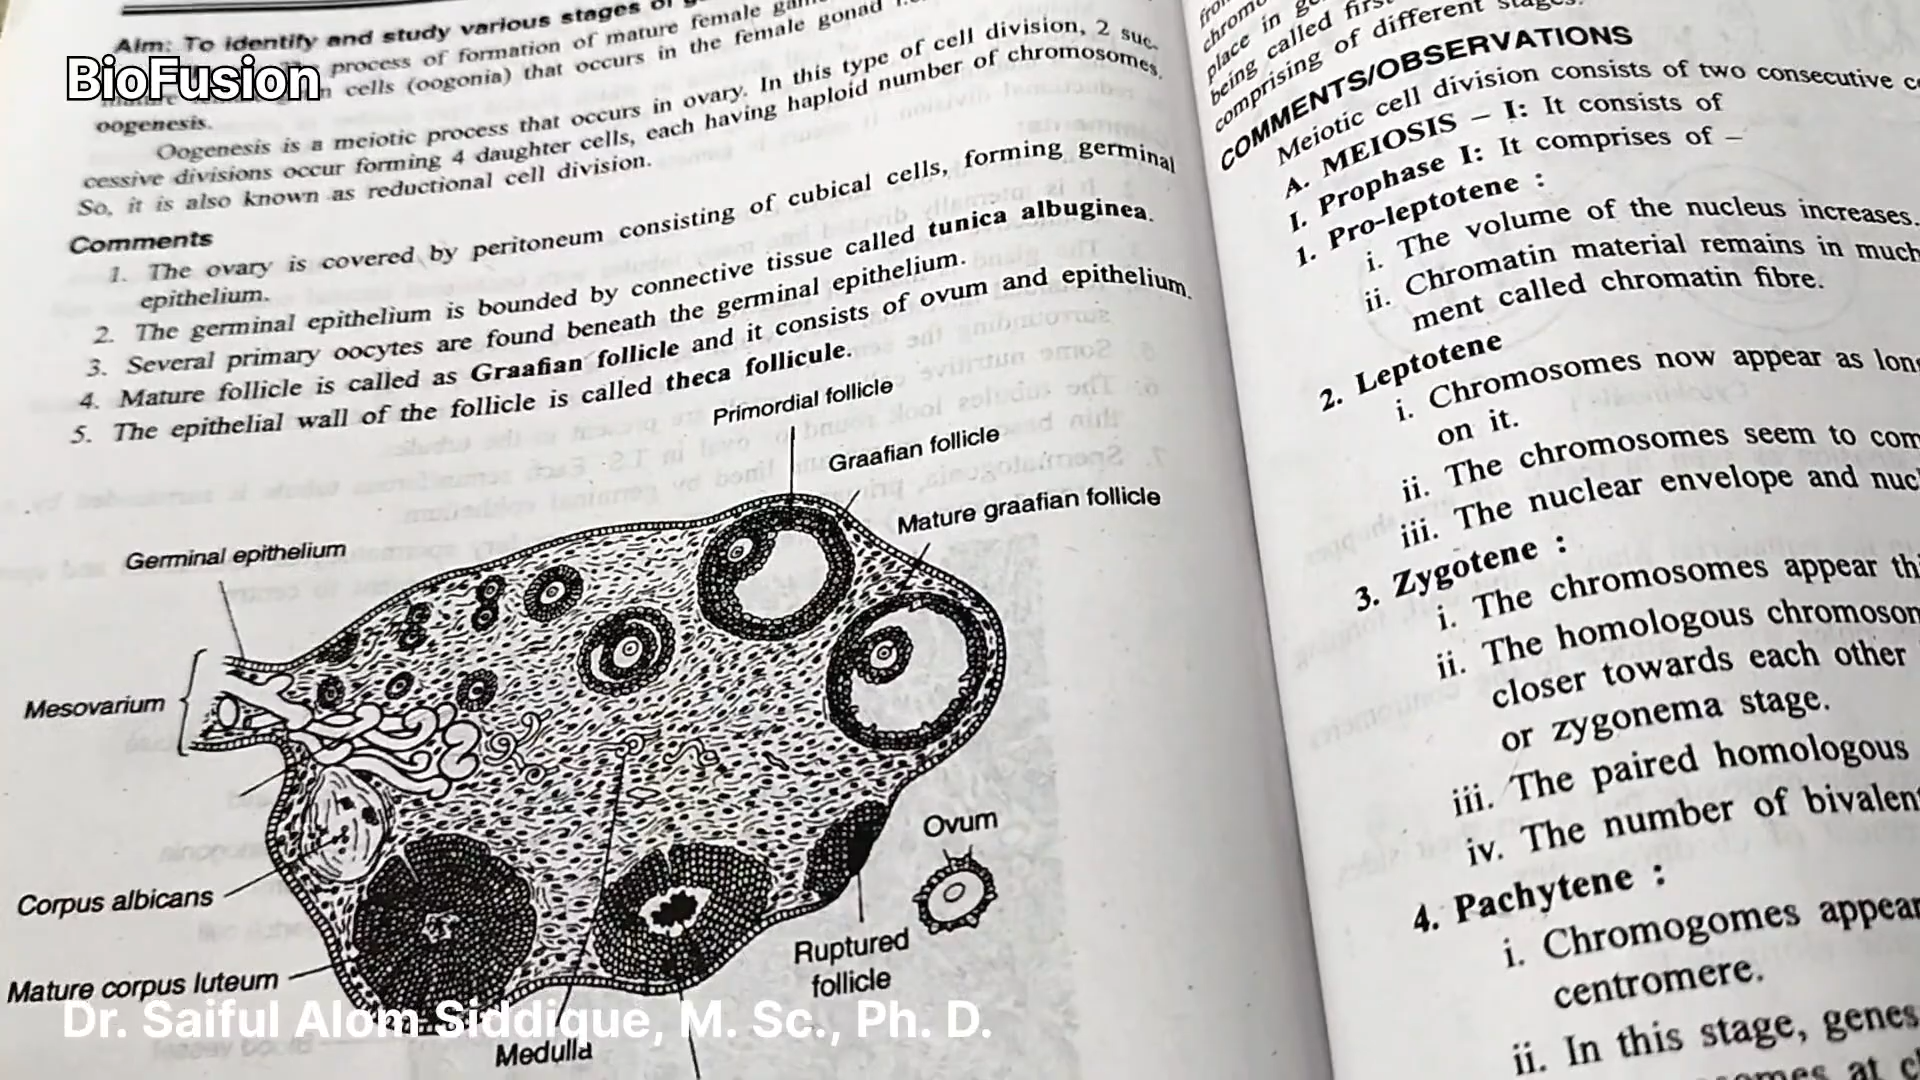 Aim: To identify and study various stages of
BioFusion
process of formation of mature female
cells (oogonia) that occurs in the female gonad
oogenesis.
Oogenesis is a meiotic process that occurs in ovary. In this type of cell division, 2 suc-
cessive divisions occur forming 4 daughter cells, each having haploid number of chromosomes.
So, it is also known as reductional cell division.
Comments
1. The ovary is covered by peritoneum consisting of cubical cells, forming germinal
epithelium.
2. The germinal epithelium is bounded by connective tissue called tunica albuginea.
3. Several primary oocytes are found beneath the germinal epithelium.
4. Mature follicle is called as Graafian follicle and it consists of ovum and epithelium.
5. The epithelial wall of the follicle is called theca follicule.
Primordial follicle
Graafian follicle
Mature graafian follicle
Germinal epithelium
Mesovarium
Corpus albicans
Mature corpus luteum
Ovum
Ruptured
follicle
Medulla
Dr. Saiful Alom Siddique, M. Sc., Ph. D.
place in
being called first
comprising of different stages.
COMMENTS/OBSERVATIONS
Meiotic cell division consists of two consecutive
A. MEIOSIS – I: It consists of
I. Prophase I: It comprises of –
1. Pro-leptotene :
i. The volume of the nucleus increases.
ii. Chromatin material remains in much
ment called chromatin fibre.
2. Leptotene
i. Chromosomes now appear as
on it.
ii. The chromosomes seem to
iii. The nuclear envelope and
3. Zygotene :
i. The chromosomes appear
ii. The homologous
closer towards each other
or zygonema stage.
iii. The paired homologous
iv. The number of
4. Pachytene :
i. Chromogomes
centromere.
ii. In this stage, genes
at